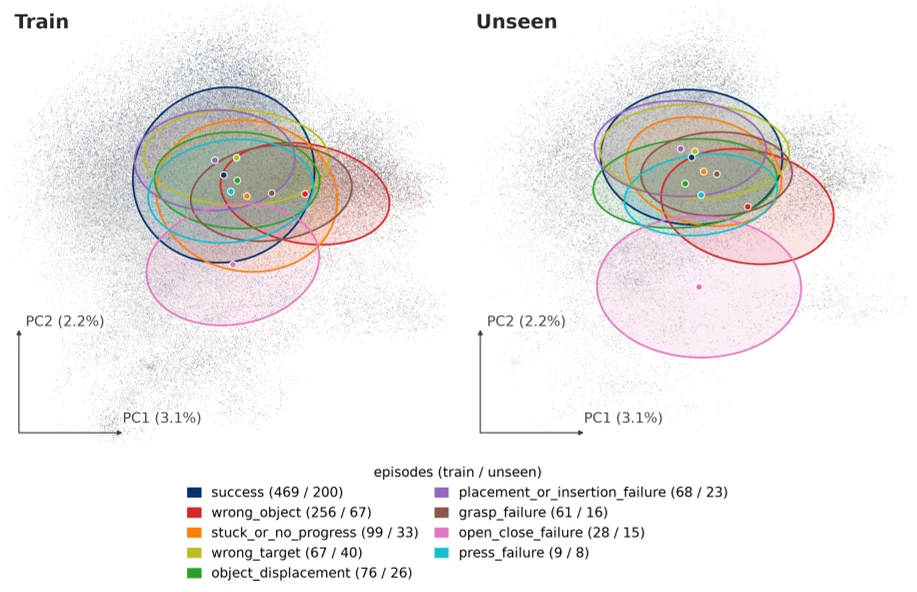 Train
Unseen
PC2 (2.2%)
PC1 (3.1%)
PC2 (2.2%)
PC1 (3.1%)
episodes (train / unseen)
success (469 / 200)
wrong_object (256 / 67)
stuck_or_no_progress (99 / 33)
wrong_target (67 / 40)
object_displacement (76 / 26)
placement_or_insertion_failure (68 / 23)
grasp_failure (61 / 16)
open_close_failure (28 / 15)
press_failure (9 / 8)